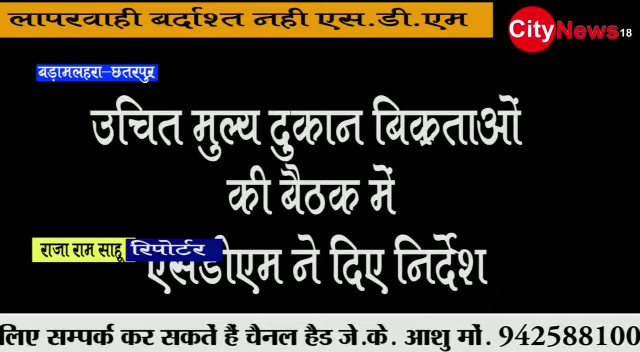 लापरवाही बर्दाश्त नही एस.डी.एम
CityNews18
बड़ामलहरा-छतरपुर
उचित मुल्य दुकान बिक्रताओं
की बैठक में
राजा राम साहू रिपोर्टर
एसडीएम ने दिए निर्देश
लिए सम्पर्क कर सकतें हैं चैनल हैड जे.के. आशु मों. 942588100